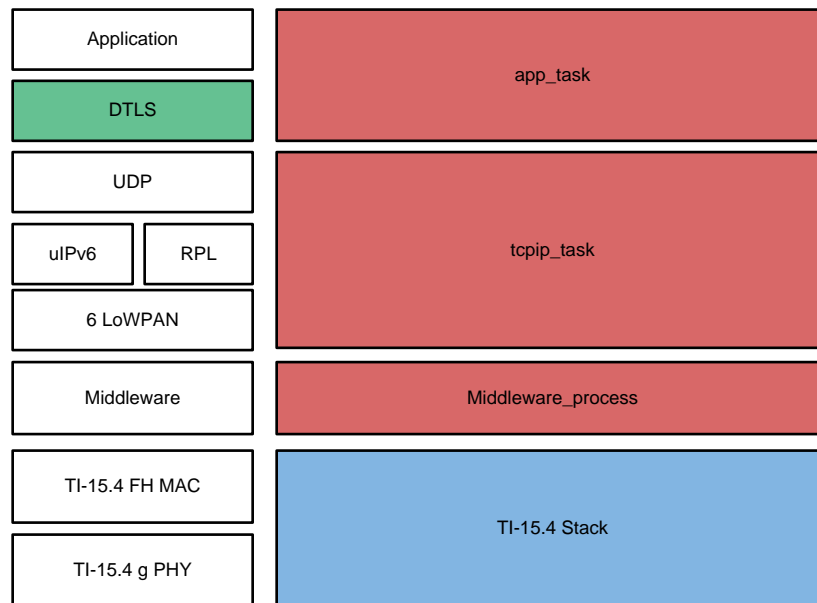 Application
app_task
DTLS
UDP
uIPv6
RPL
tcpip_task
6 LoWPAN
Middleware
Middleware_process
TI-15.4 FH MAC
TI-15.4 Stack
TI-15.4 g PHY